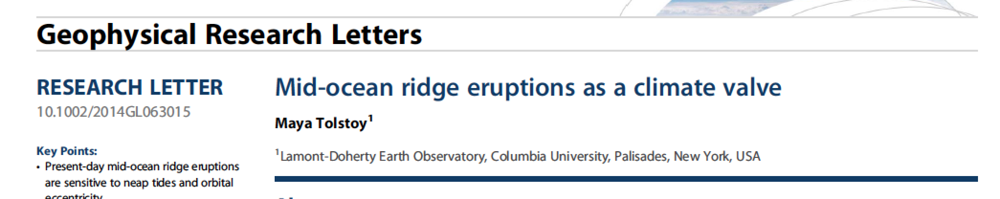 Geophysical Research Letters
RESEARCH LETTER
10.1002/2014GL063015
Key Points:
• Present-day mid-ocean ridge eruptions
are sensitive to neap tides and orbital
eccentricity
Mid-ocean ridge eruptions as a climate valve
Maya Tolstoy¹
¹Lamont-Doherty Earth Observatory, Columbia University, Palisades, New York, USA